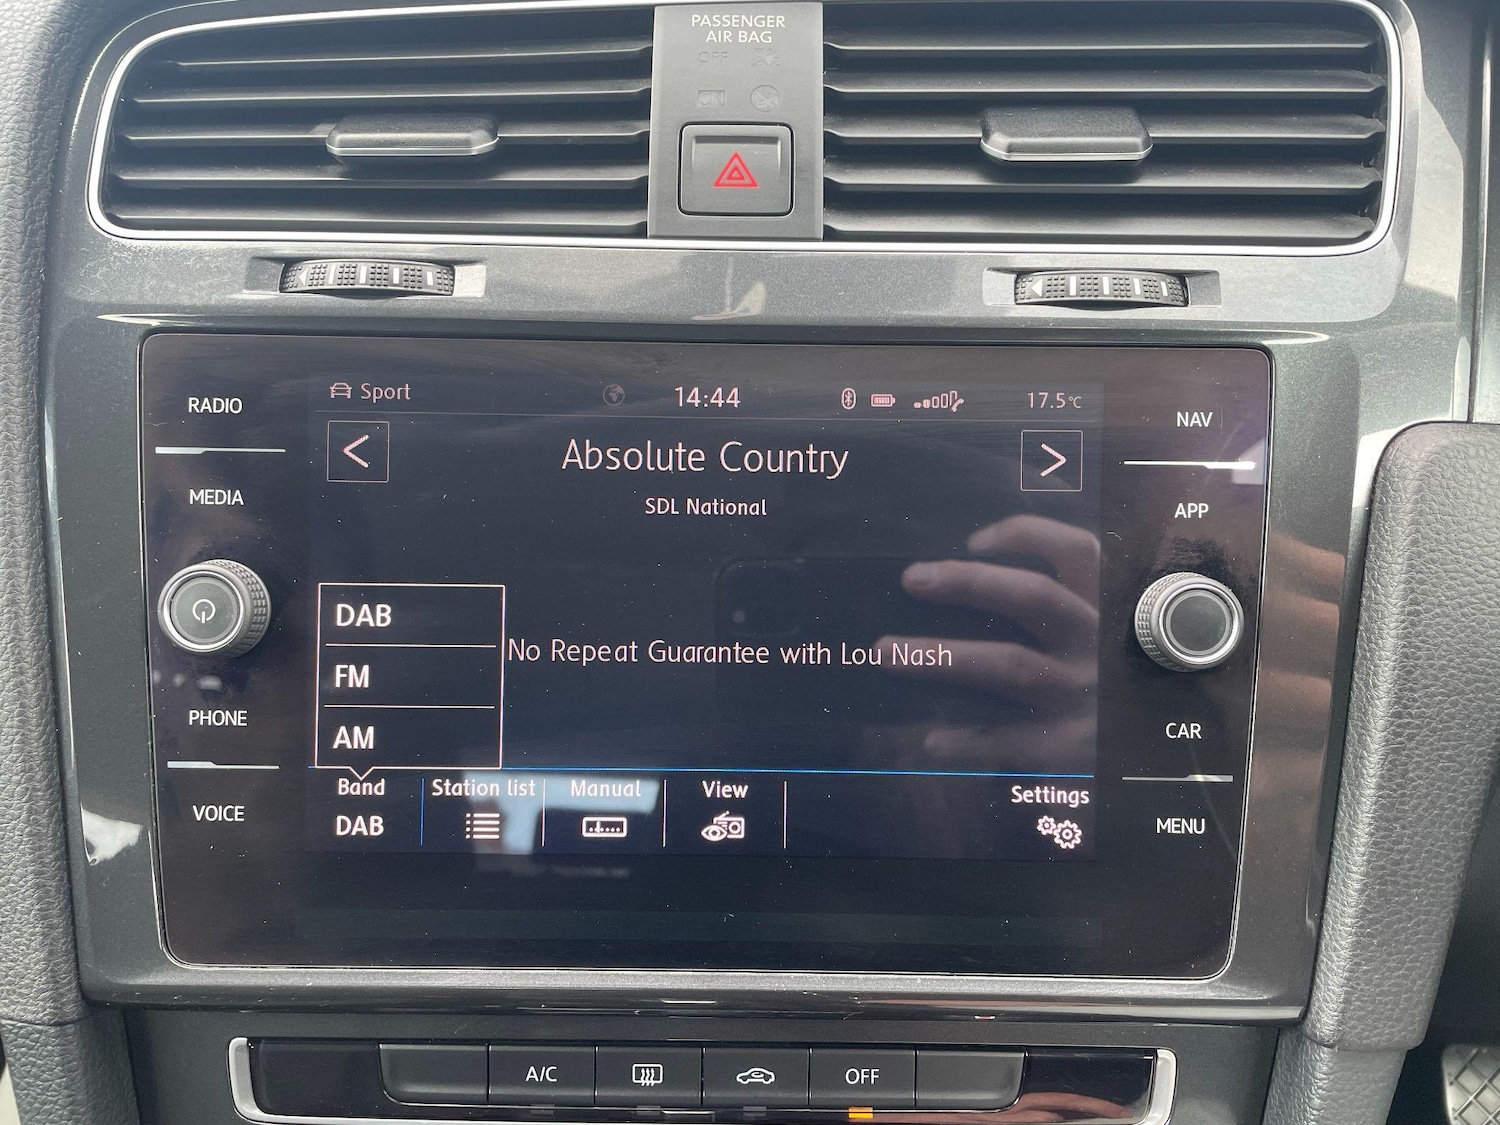 PASSENGER
AIR BAG
OFF
ON
Sport
14:44
17.5°C
RADIO
MEDIA
PHONE
VOICE
NAV
APP
CAR
MENU
<
Absolute Country
>
SDL National
DAB
FM
AM
No Repeat Guarantee with Lou Nash
Band
DAB
Station list
Manual
View
Settings
A/C
OFF